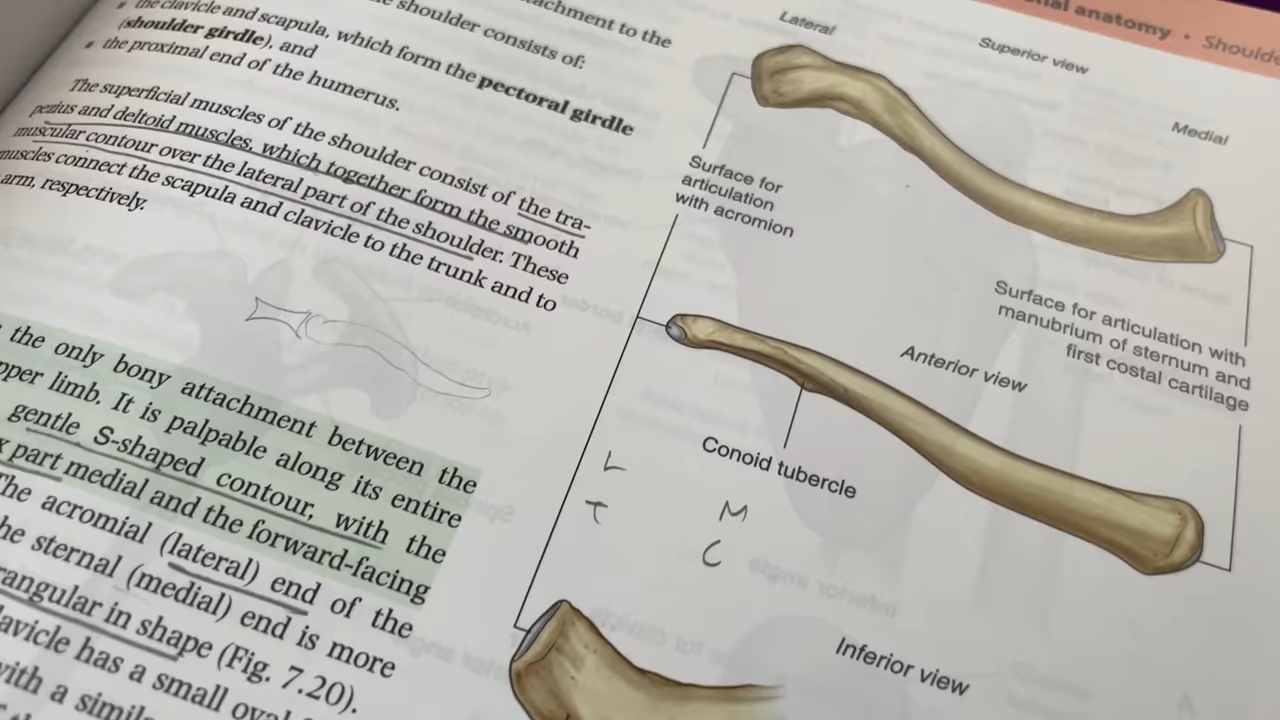 tachment to the
e shoulder consists of:
the clavicle and scapula, which form the pectoral girdle
(shoulder girdle), and
the proximal end of the humerus.
The superficial muscles of the shoulder consist of the tra-
pezius and deltoid muscles, which together form the smooth
muscular contour over the lateral part of the shoulder. These
muscles connect the scapula and clavicle to the trunk and to
arm, respectively.
the only bony attachment between the
pper limb. It is palpable along its entire
gentle S-shaped contour, with the
x part medial and the forward-facing
The acromial (lateral) end of the
he sternal (medial) end is more
rangular in shape (Fig. 7.20).
lavicle has a small oval
with a simila
nal anatomy • Shoulde
Lateral
Superior view
Medial
Surface for
articulation
with acromion
Surface for articulation with
manubrium of sternum and
first costal cartilage
Anterior view
Conoid tubercle
L
T
M
C
Inferior view